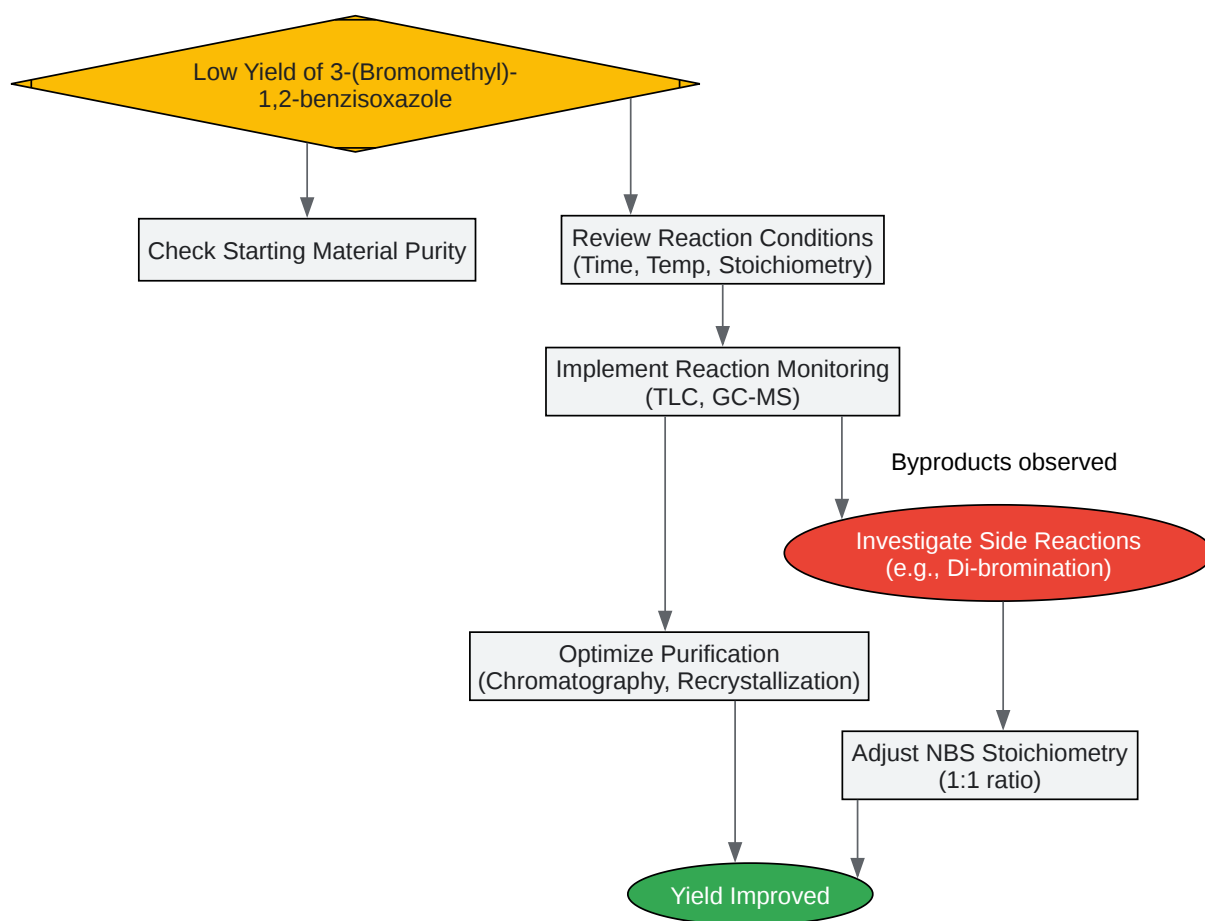 Low Yield of 3-(Bromomethyl)-
1,2-benzisoxazole
Check Starting Material Purity
Review Reaction Conditions
(Time, Temp, Stoichiometry)
Implement Reaction Monitoring
(TLC, GC-MS)
Byproducts observed
Investigate Side Reactions
(e.g., Di-bromination)
Optimize Purification
(Chromatography, Recrystallization)
Adjust NBS Stoichiometry
(1:1 ratio)
Yield Improved